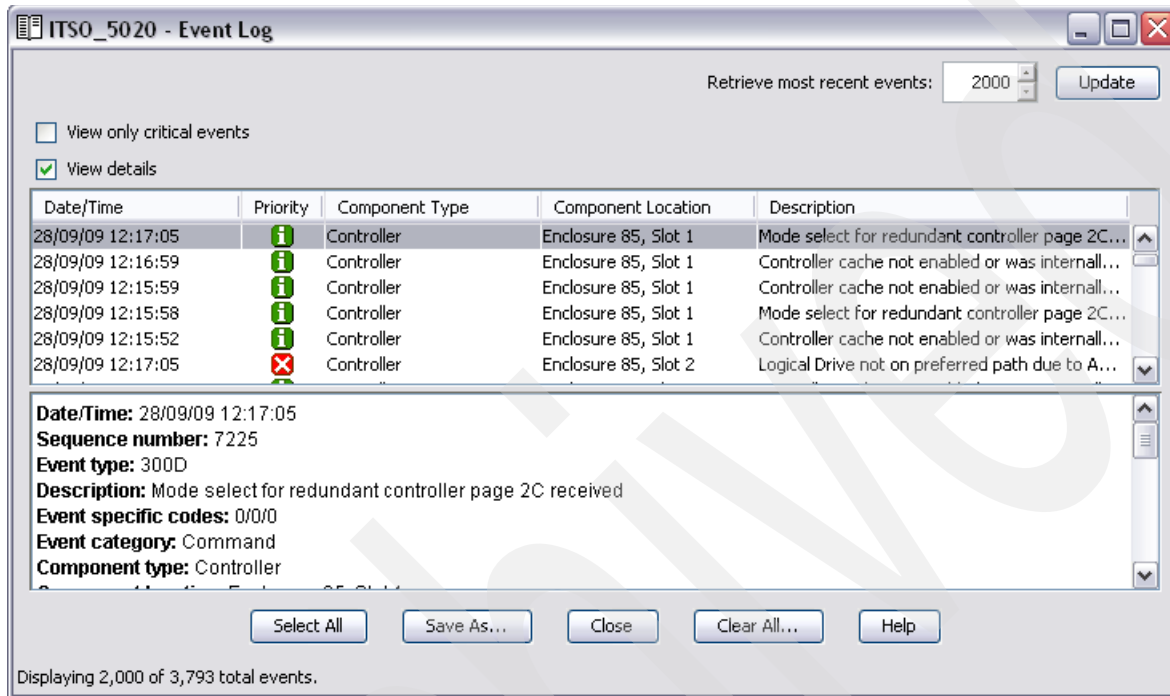 ITSO_5020 - Event Log
Retrieve most recent events: 2000 Update
View only critical events
View details
Date/Time Priority Component Type Component Location Description
28/09/09 12:17:05 Controller Enclosure 85, Slot 1 Mode select for redundant controller page 2C...
28/09/09 12:16:59 Controller Enclosure 85, Slot 1 Controller cache not enabled or was internall...
28/09/09 12:15:59 Controller Enclosure 85, Slot 1 Controller cache not enabled or was internall...
28/09/09 12:15:58 Controller Enclosure 85, Slot 1 Mode select for redundant controller page 2C...
28/09/09 12:15:52 Controller Enclosure 85, Slot 1 Controller cache not enabled or was internall...
28/09/09 12:17:05 Controller Enclosure 85, Slot 2 Logical Drive not on preferred path due to A...
Date/Time: 28/09/09 12:17:05
Sequence number: 7225
Event type: 300D
Description: Mode select for redundant controller page 2C received
Event specific codes: 0/0/0
Event category: Command
Component type: Controller
Select All Save As... Close Clear All... Help
Displaying 2,000 of 3,793 total events.